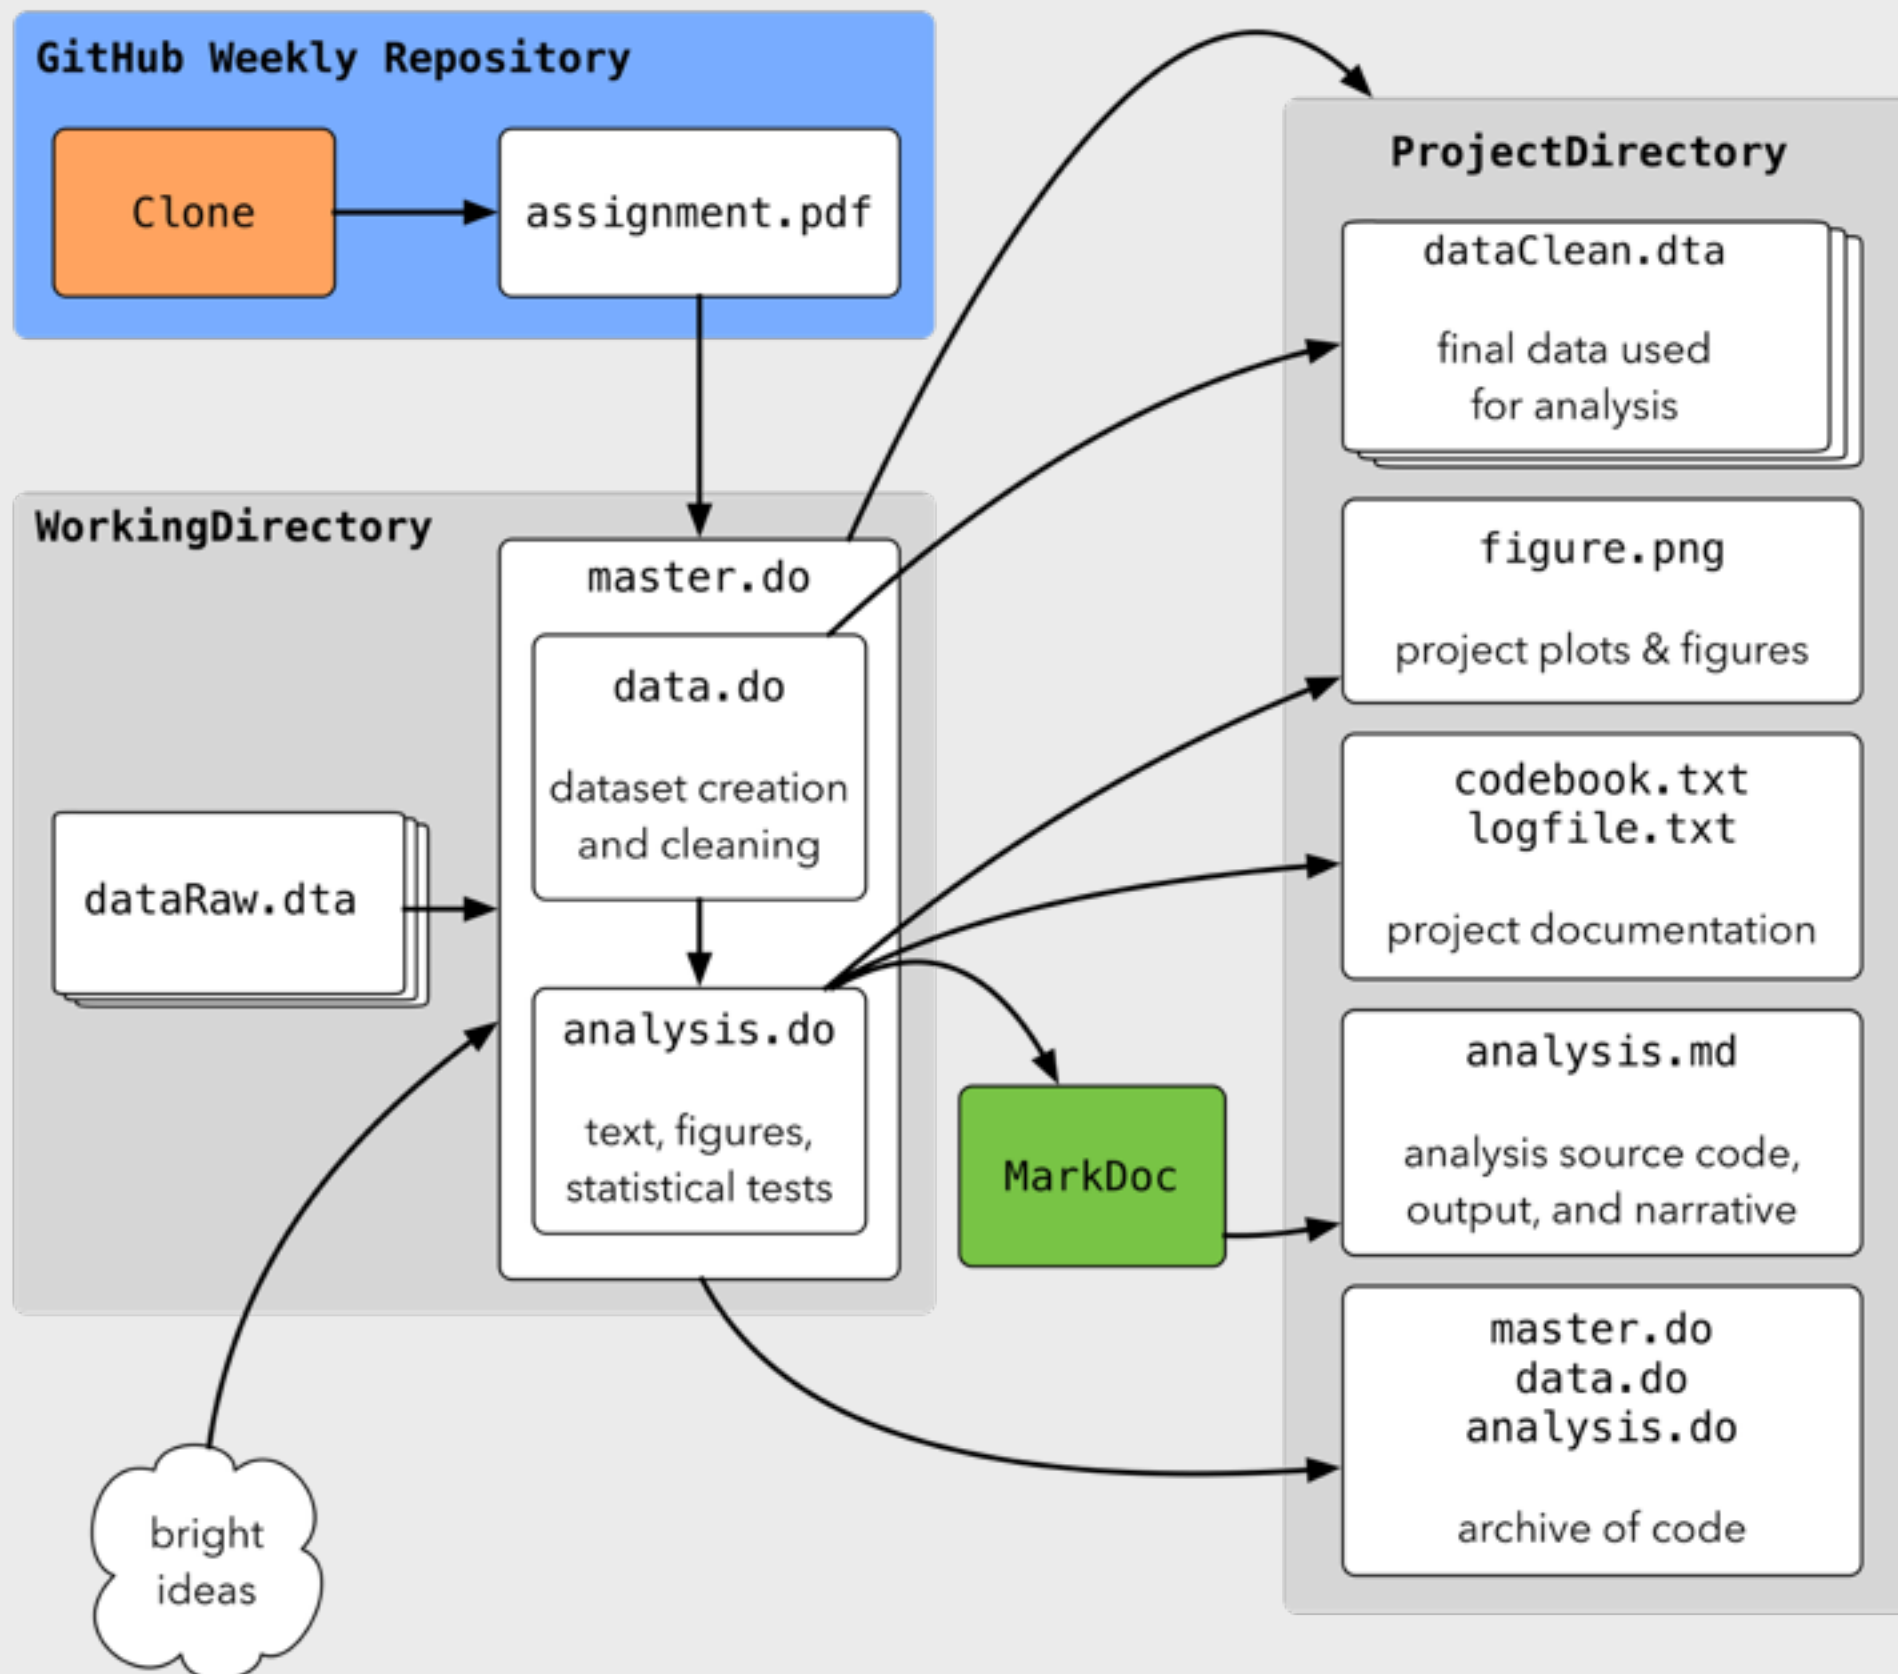 GitHub Weekly Repository
Clone
assignment.pdf
WorkingDirectory
master.do
data.do
dataset creation
and cleaning
dataRaw.dta
analysis.do
text, figures,
statistical tests
bright
ideas
MarkDoc
ProjectDirectory
dataClean.dta
final data used
for analysis
figure.png
project plots & figures
codebook.txt
logfile.txt
project documentation
analysis.md
analysis source code,
output, and narrative
master.do
data.do
analysis.do
archive of code